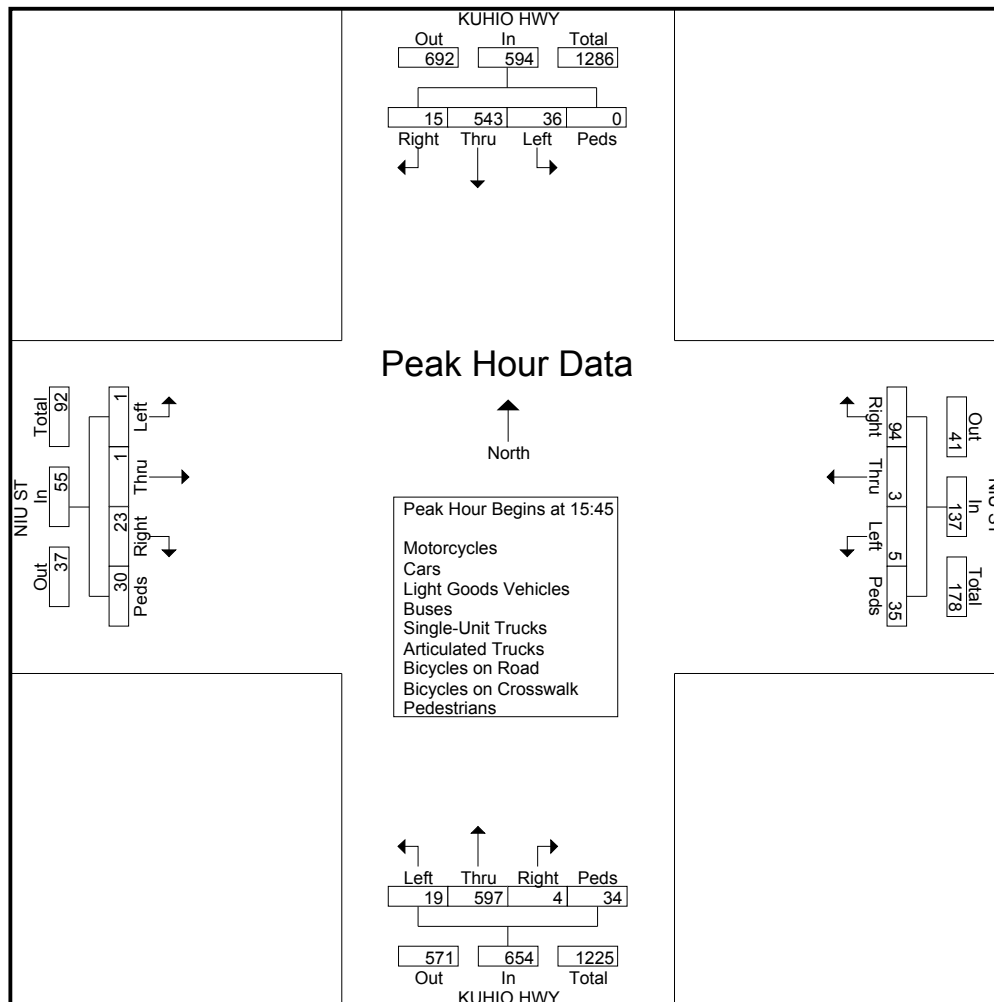 KUHIO HWY
Out In Total
692 594 1286
15 543 36 0
Right Thru Left Peds
Peak Hour Data
North
Peak Hour Begins at 15:45
Motorcycles
Cars
Light Goods Vehicles
Buses
Single-Unit Trucks
Articulated Trucks
Bicycles on Road
Bicycles on Crosswalk
Pedestrians
NIU ST
Out In Total
37 55 92
30 23 1 1
Peds Right Thru Left
NIU ST
Out In Total
41 137 178
94 3 5 35
Right Thru Left Peds
Left Thru Right Peds
19 597 4 34
571 654 1225
Out In Total
KUHIO HWY